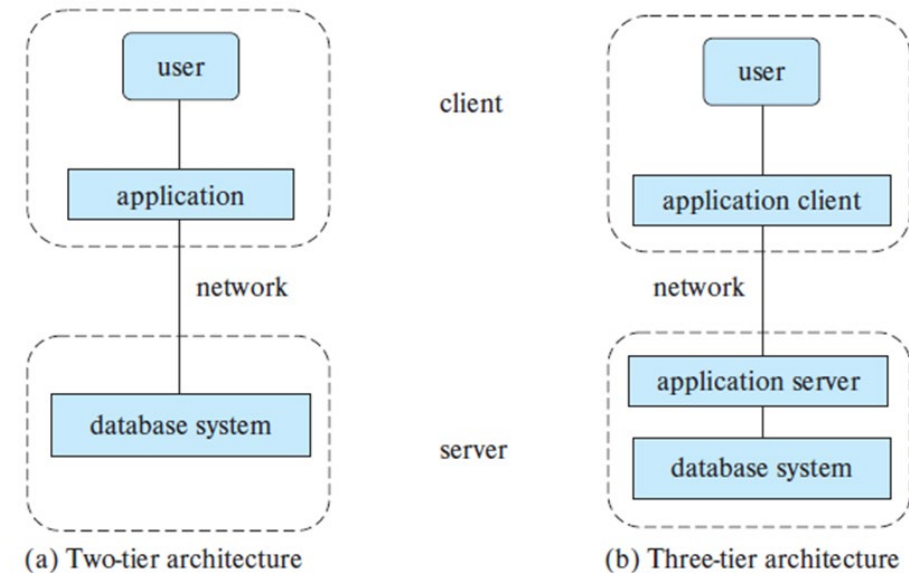 user
application
network
database system
(a) Two-tier architecture
client
server
user
application client
network
application server
database system
(b) Three-tier architecture